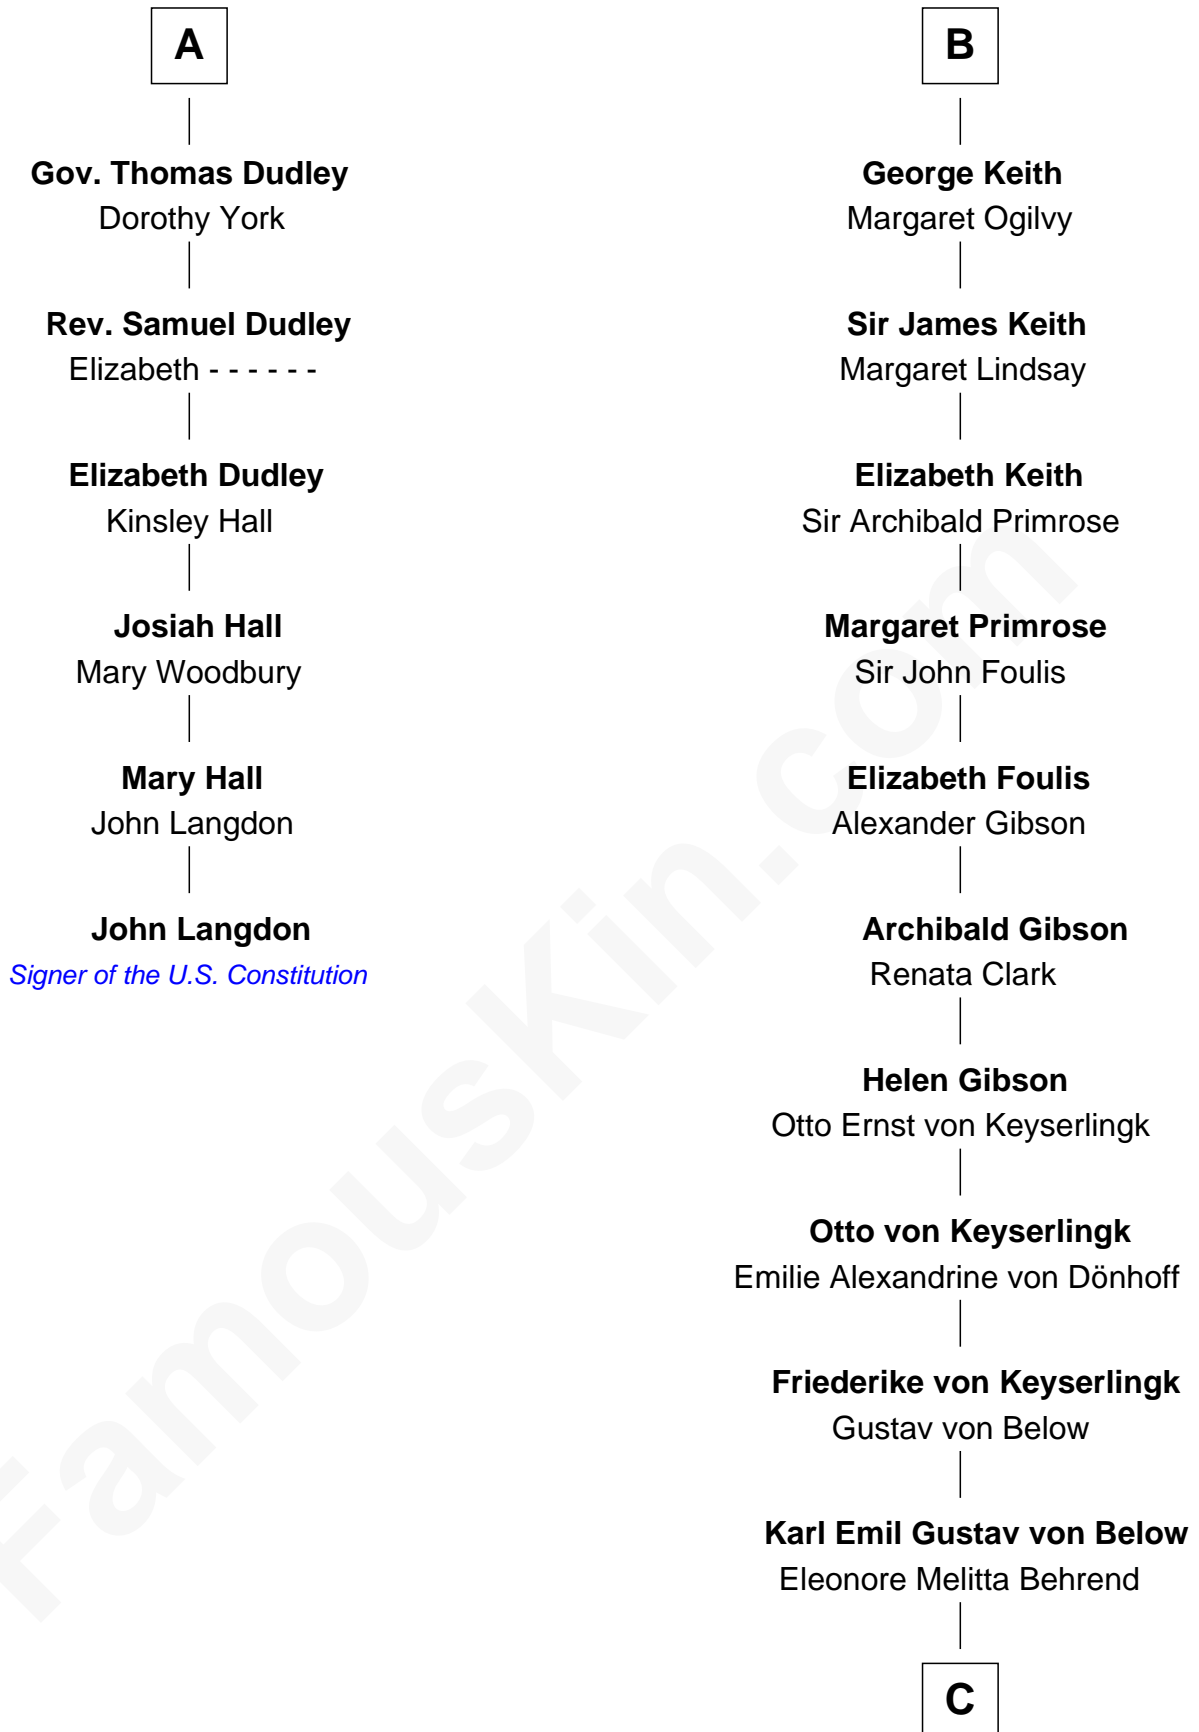 A
Gov. Thomas Dudley
Dorothy York
Rev. Samuel Dudley
Elizabeth - - - - - -
Elizabeth Dudley
Kinsley Hall
Josiah Hall
Mary Woodbury
Mary Hall
John Langdon
John Langdon
Signer of the U.S. Constitution
B
George Keith
Margaret Ogilvy
Sir James Keith
Margaret Lindsay
Elizabeth Keith
Sir Archibald Primrose
Margaret Primrose
Sir John Foulis
Elizabeth Foulis
Alexander Gibson
Archibald Gibson
Renata Clark
Helen Gibson
Otto Ernst von Keyserlingk
Otto von Keyserlingk
Emilie Alexandrine von Dönhoff
Friederike von Keyserlingk
Gustav von Below
Karl Emil Gustav von Below
Eleonore Melitta Behrend
C
FamousKin.com